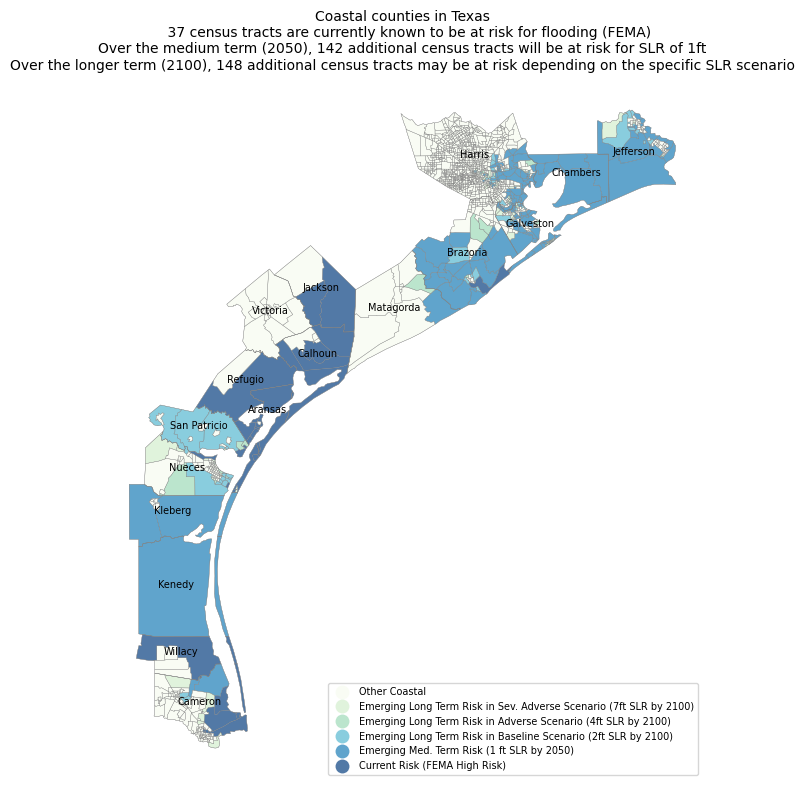 Coastal counties in Texas
37 census tracts are currently known to be at risk for flooding (FEMA)
Over the medium term (2050), 142 additional census tracts will be at risk for SLR of 1ft
Over the longer term (2100), 148 additional census tracts may be at risk depending on the specific SLR scenario
Harris
Jefferson
Chambers
Galveston
Brazoria
Jackson
Matagorda
Victoria
Calhoun
Refugio
Aransas
San Patricio
Nueces
Kleberg
Kenedy
Willacy
Cameron
Other Coastal
Emerging Long Term Risk in Sev. Adverse Scenario (7ft SLR by 2100)
Emerging Long Term Risk in Adverse Scenario (4ft SLR by 2100)
Emerging Long Term Risk in Baseline Scenario (2ft SLR by 2100)
Emerging Med. Term Risk (1 ft SLR by 2050)
Current Risk (FEMA High Risk)